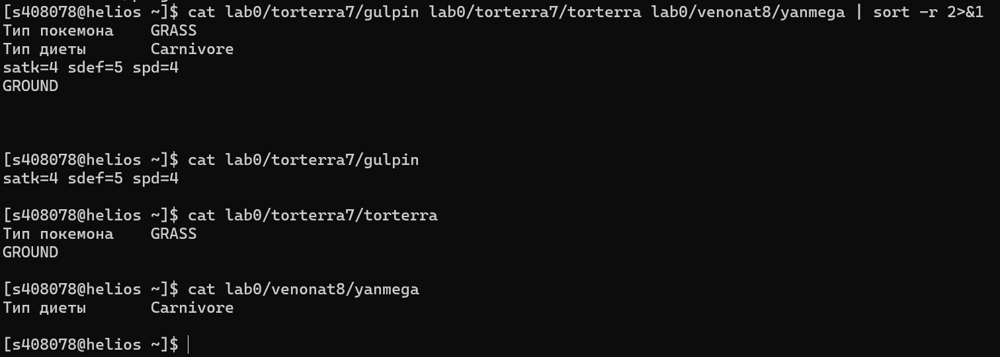 [s408078@helios ~]$ cat lab0/torterra7/gulpin lab0/torterra7/torterra lab0/venonat8/yanmega | sort -r 2>&1
Тип покемона    GRASS
Тип диеты       Carnivore
satk=4 sdef=5 spd=4
GROUND
[s408078@helios ~]$ cat lab0/torterra7/gulpin
satk=4 sdef=5 spd=4
[s408078@helios ~]$ cat lab0/torterra7/torterra
Тип покемона    GRASS
GROUND
[s408078@helios ~]$ cat lab0/venonat8/yanmega
Тип диеты       Carnivore
[s408078@helios ~]$